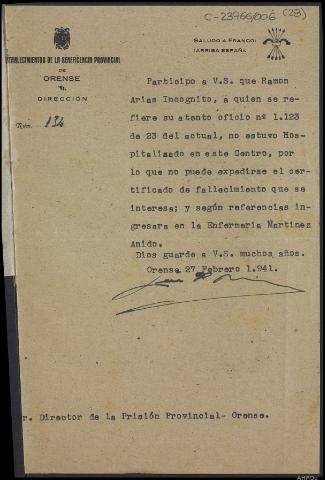 C-23966/006 (28)
SALUDO A FRANCO!
¡ARRIBA ESPAÑA!
ESTABLECIMIENTOS DE LA BENEFICENCIA PROVINCIAL
DE
ORENSE
DIRECCIÓN
Núm. 134
Participo a V.S. que Ramon
Arias Incognito, a quien se re-
fiere su atento oficio nº 1.123
de 23 del actual, no estuvo Hos-
pitalizado en este Centro, por
lo que no puede expedirse el cer-
tificado de fallecimiento que se
interesa; y según referencias in-
gresara en la Enfermeria Martinez
Anido.
Dios guarde a V.S. muchos años.
Orense 27 Febrero 1.941.
r. Director de la Prisión Provincial- Orense.
AHPOU